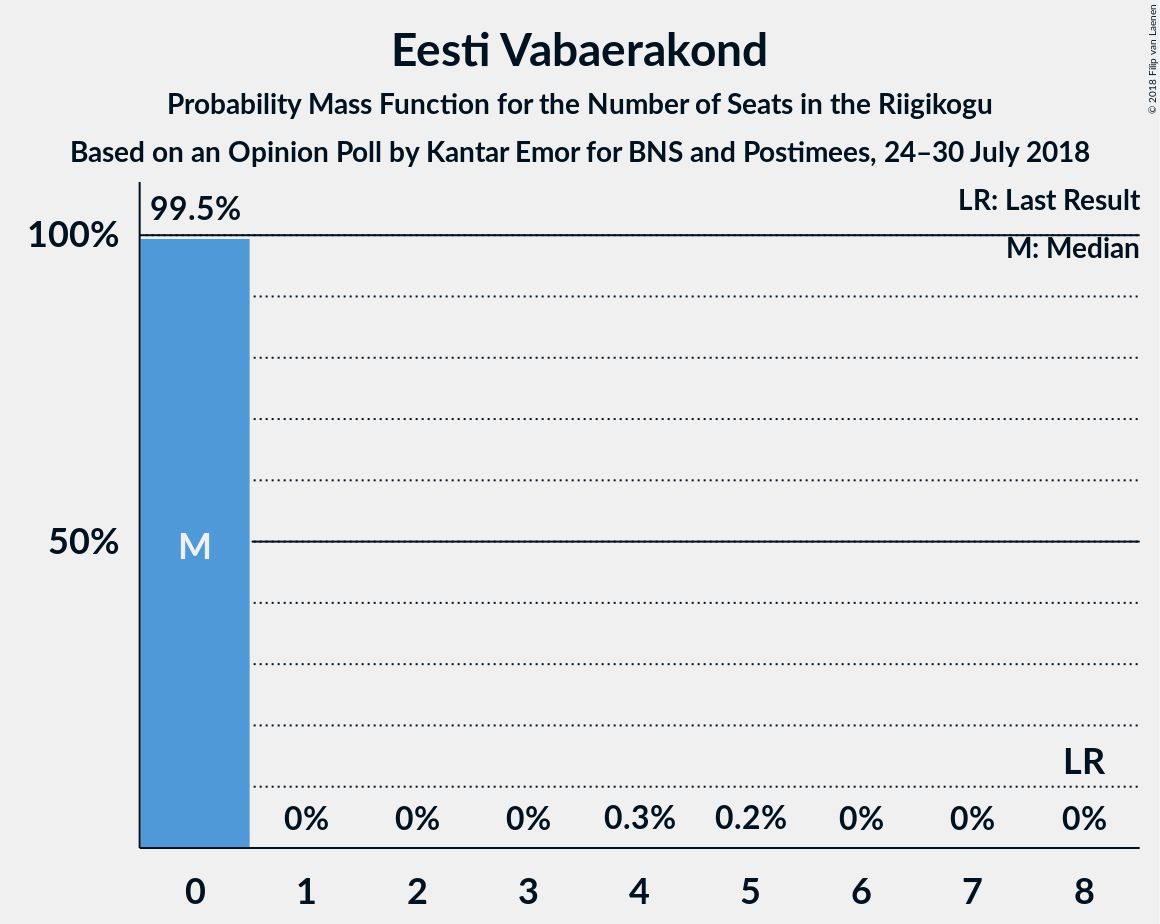 Eesti Vabaerakond
Probability Mass Function for the Number of Seats in the Riigikogu
Based on an Opinion Poll by Kantar Emor for BNS and Postimees, 24–30 July 2018
© 2018 Filip van Laenen
LR: Last Result
M: Median
99.5%
100%
50%
M
LR
0% 0% 0% 0.3% 0.2% 0% 0% 0%
0 1 2 3 4 5 6 7 8